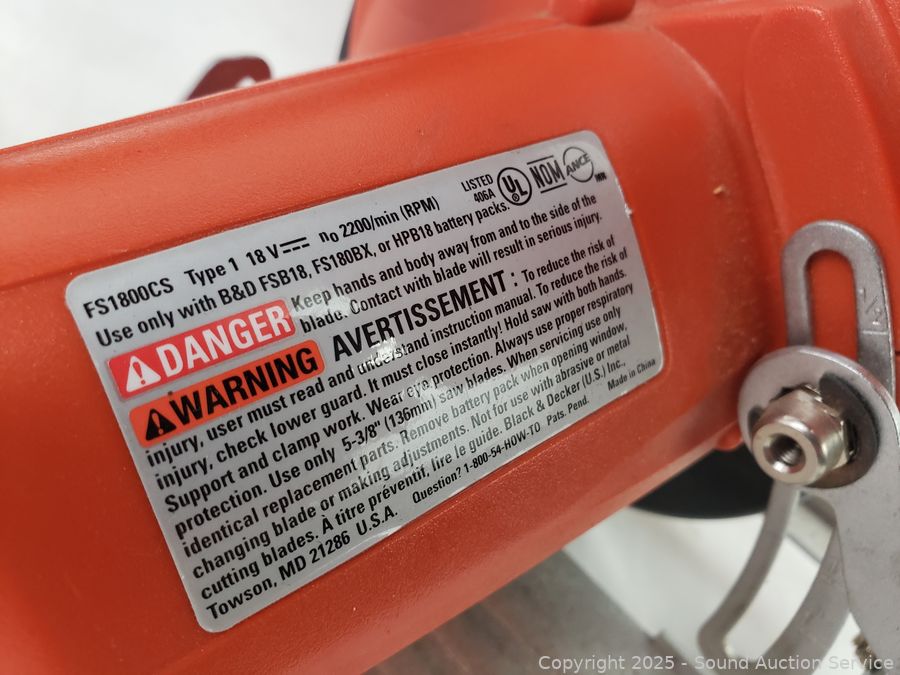 FS1800CS Type 1 18 V n₀ 2200/min (RPM)
LISTED
406A
UL
NOM
ANCE
MR
Use only with B&D FSB18, FS180BX, or HPB18 battery packs.
DANGER Keep hands and body away from and to the side of the
blade. Contact with blade will result in serious injury.
WARNING AVERTISSEMENT : To reduce the risk of
injury, user must read and understand instruction manual. To reduce the risk of
injury, check lower guard. It must close instantly! Hold saw with both hands.
Support and clamp work. Wear eye protection. Always use proper respiratory
protection. Use only 5-3/8" (136mm) saw blades. When servicing use only
identical replacement parts. Remove battery pack when opening window,
changing blade or making adjustments. Not for use with abrasive or metal
cutting blades. À titre préventif, lire le guide. Black & Decker (U.S.) Inc.,
Towson, MD 21286 U.S.A. Question? 1-800-54-HOW-TO Pats. Pend. Made in China
Copyright 2025 - Sound Auction Service